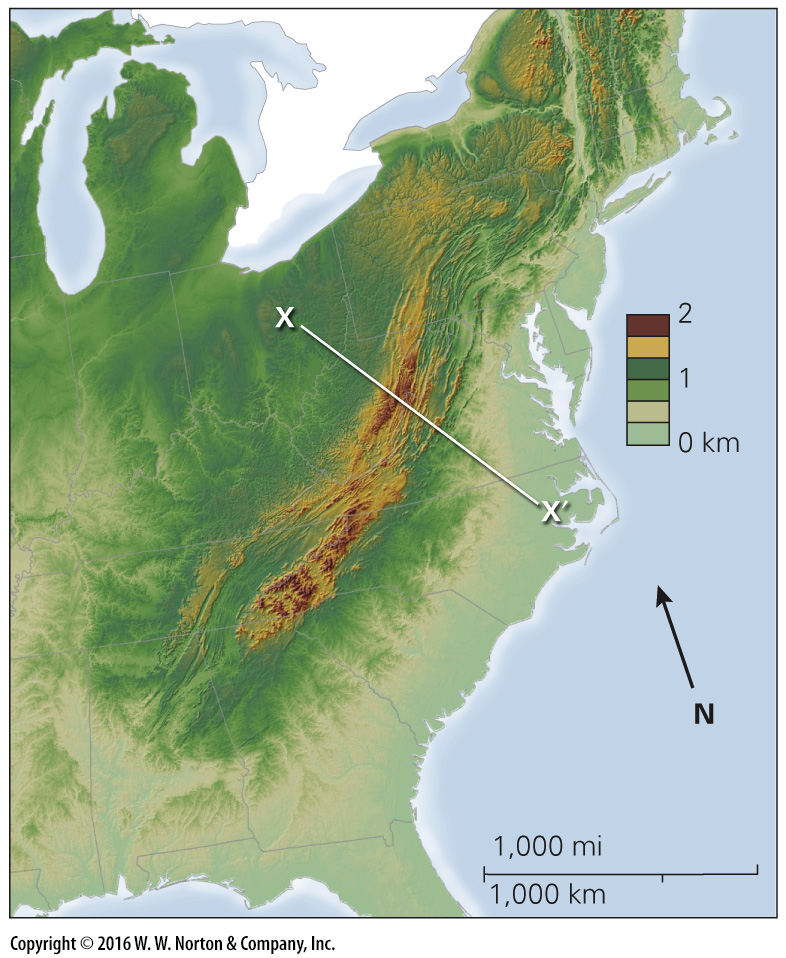 X
2
1
0 km
X′
N
1,000 mi
1,000 km
Copyright © 2016 W. W. Norton & Company, Inc.